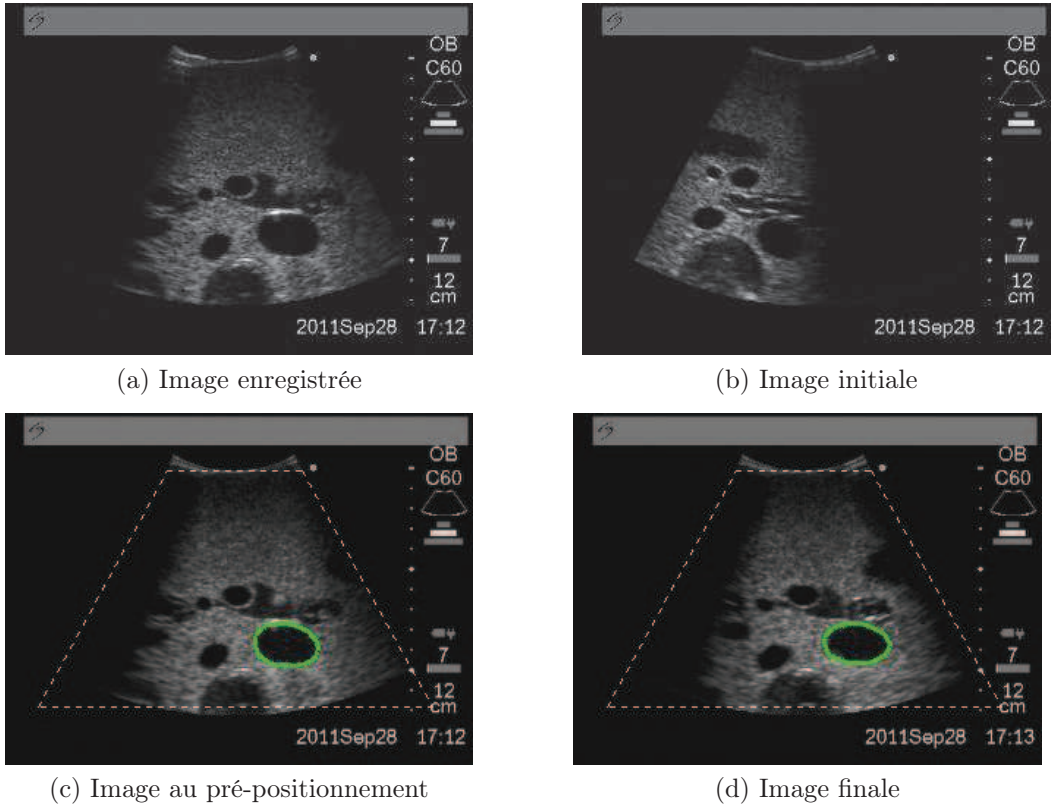 OB
C60
7
12
cm
2011Sep28 17:12
(a) Image enregistrée
OB
C60
7
12
cm
2011Sep28 17:12
(b) Image initiale
OB
C60
7
12
cm
2011Sep28 17:12
(c) Image au pré-positionnement
OB
C60
7
12
cm
2011Sep28 17:13
(d) Image finale